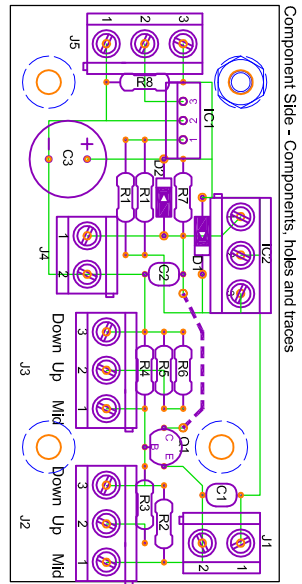 Component Side - Components, holes and traces
J5
1
2
3
R8
IC1
3
2
1
C3
+
-
D2
R1
R1
R7
IC2
D1
J4
1
2
C2
J3
Down Up Mid
3
2
1
R4
R5
R6
Q1
C
E
B
J2
Down Up Mid
3
2
1
R3
R2
C1
J1
1
2